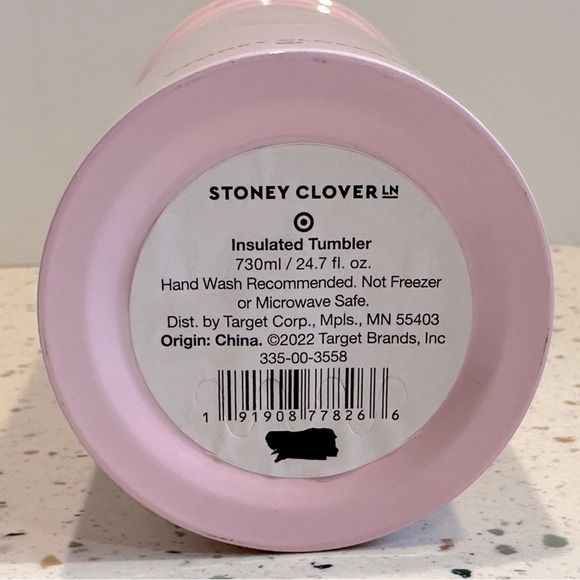 STONEY CLOVER LN
Insulated Tumbler
730ml / 24.7 fl. oz.
Hand Wash Recommended. Not Freezer
or Microwave Safe.
Dist. by Target Corp., Mpls., MN 55403
Origin: China. ©2022 Target Brands, Inc
335-00-3558
1 91908 77826 6